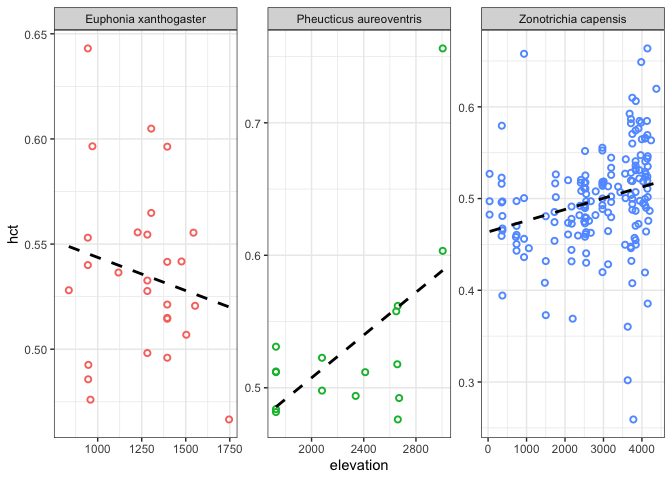 Euphonia xanthogaster
Pheucticus aureoventris
Zonotrichia capensis
hct
0.65
0.60
0.55
0.50
0.7
0.6
0.5
0.6
0.5
0.4
0.3
1000 1250 1500 1750
2000 2400 2800
0 1000 2000 3000 4000
elevation